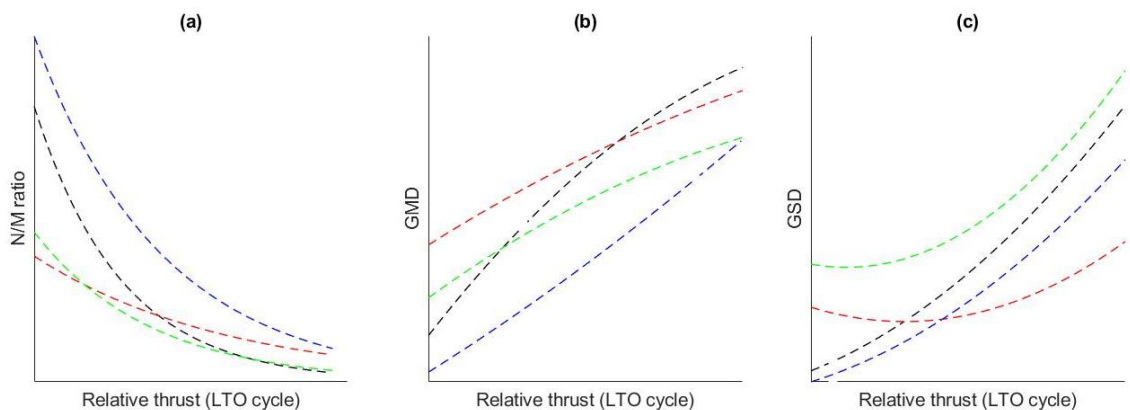 (a)
N/M ratio
Relative thrust (LTO cycle)
(b)
GMD
Relative thrust (LTO cycle)
(c)
GSD
Relative thrust (LTO cycle)